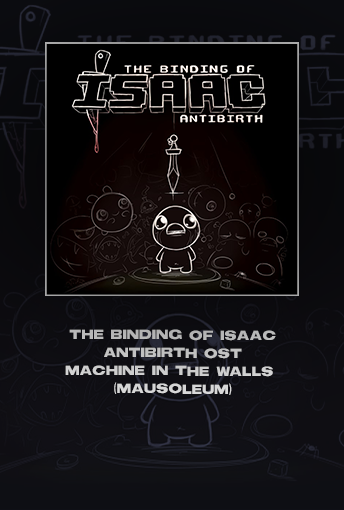 THE BINDING OF
ISAAC
ANTIBIRTH
THE BINDING OF ISAAC
ANTIBIRTH OST
MACHINE IN THE WALLS
(MAUSOLEUM)